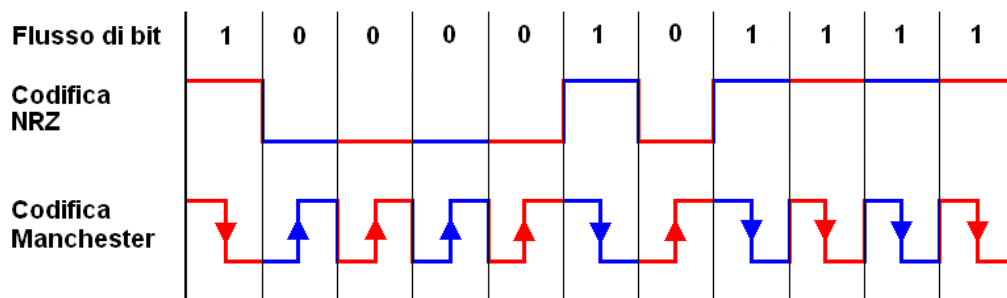 Flusso di bit 1 0 0 0 0 1 0 1 1 1 1
Codifica
NRZ
Codifica
Manchester